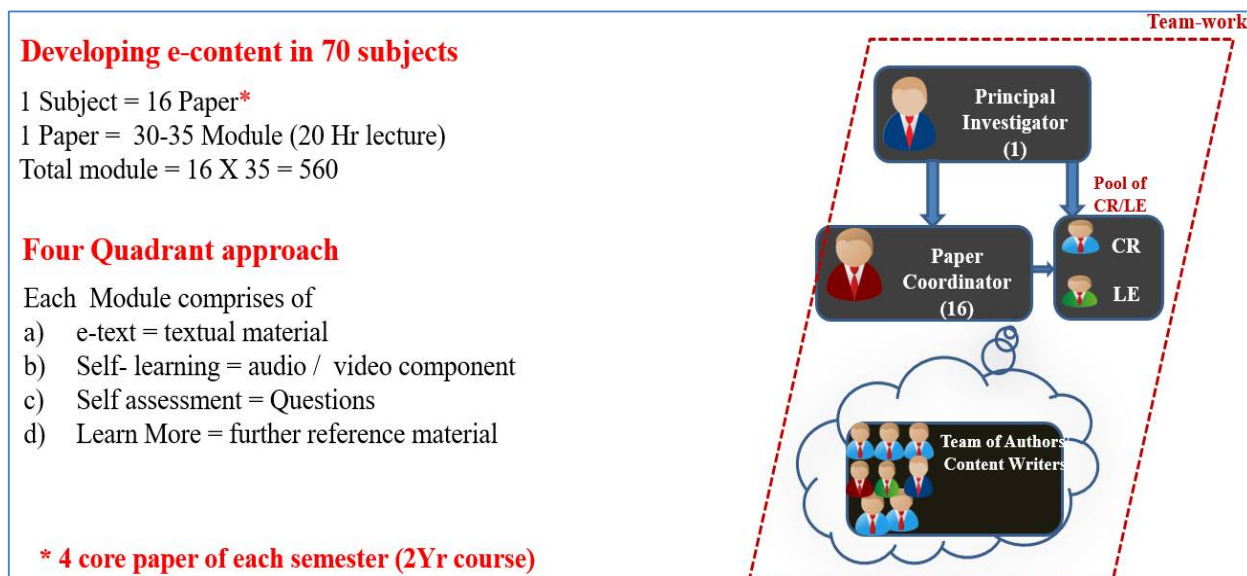 Developing e-content in 70 subjects
1 Subject = 16 Paper*
1 Paper = 30-35 Module (20 Hr lecture)
Total module = 16 X 35 = 560
Four Quadrant approach
Each Module comprises of
a) e-text = textual material
b) Self- learning = audio / video component
c) Self assessment = Questions
d) Learn More = further reference material
* 4 core paper of each semester (2Yr course)
Team-work
Principal
Investigator
(1)
Pool of
CR/LE
CR
LE
Paper
Coordinator
(16)
Team of Authors/
Content Writers